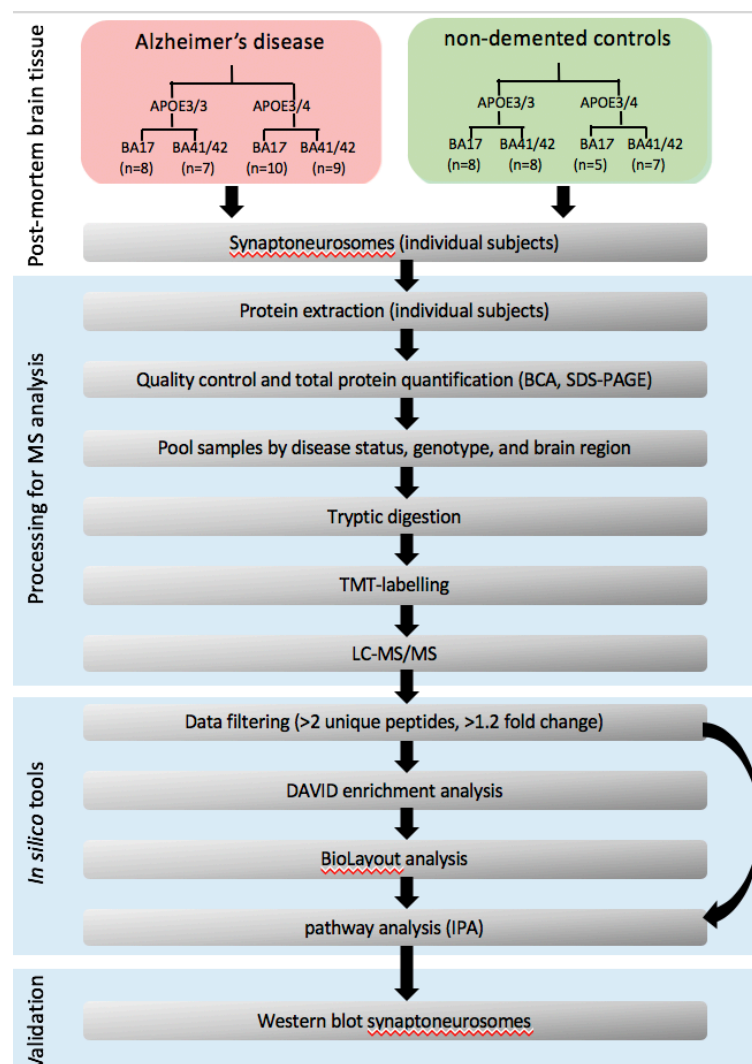 Post-mortem brain tissue
Alzheimer's disease
APOE3/3 APOE3/4
BA17 BA41/42 BA17 BA41/42
(n=8) (n=7) (n=10) (n=9)
non-demented controls
APOE3/3 APOE3/4
BA17 BA41/42 BA17 BA41/42
(n=8) (n=8) (n=5) (n=7)
Synaptoneurosomes (individual subjects)
Processing for MS analysis
Protein extraction (individual subjects)
Quality control and total protein quantification (BCA, SDS-PAGE)
Pool samples by disease status, genotype, and brain region
Tryptic digestion
TMT-labelling
LC-MS/MS
In silico tools
Data filtering (>2 unique peptides, >1.2 fold change)
DAVID enrichment analysis
BioLayout analysis
pathway analysis (IPA)
Validation
Western blot synaptoneurosomes